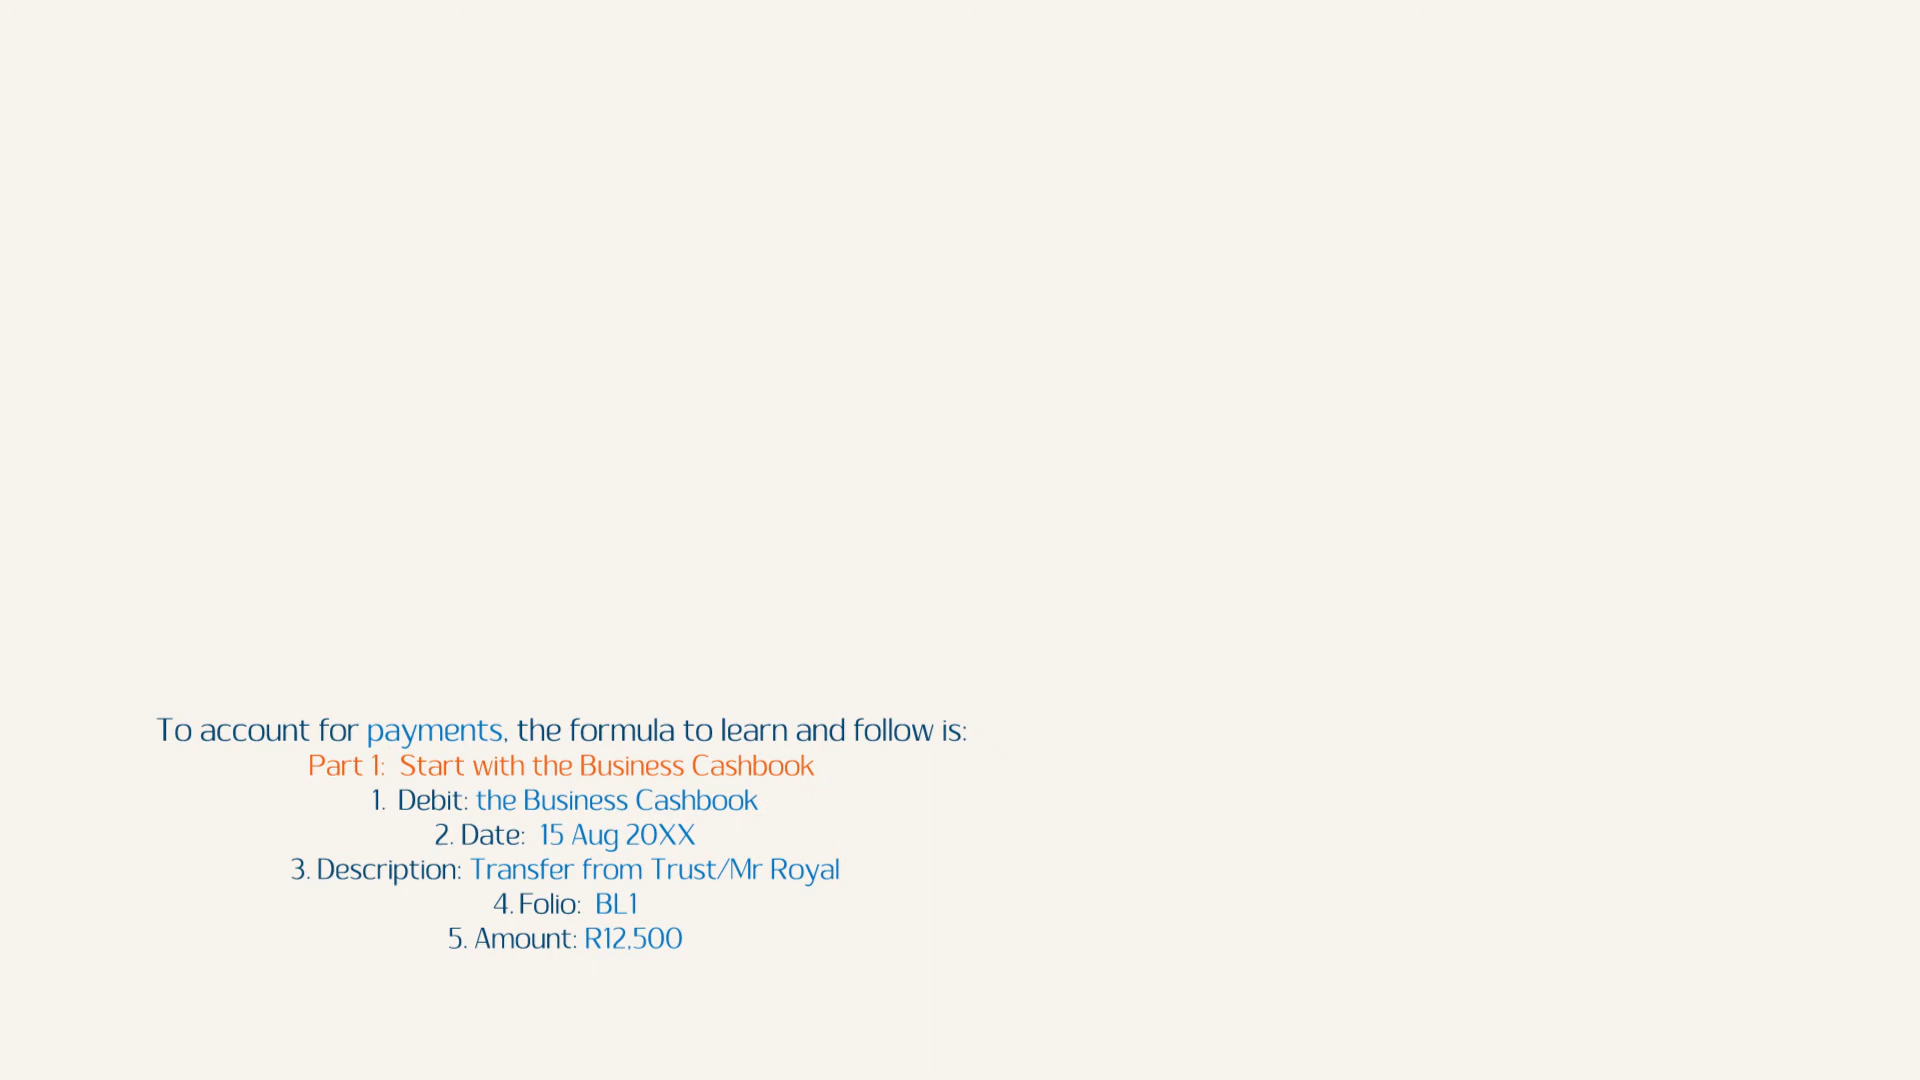 To account for payments, the formula to learn and follow is:
Part 1: Start with the Business Cashbook
1. Debit: the Business Cashbook
2. Date: 15 Aug 20XX
3. Description: Transfer from Trust/Mr Royal
4. Folio: BL1
5. Amount: R12,500